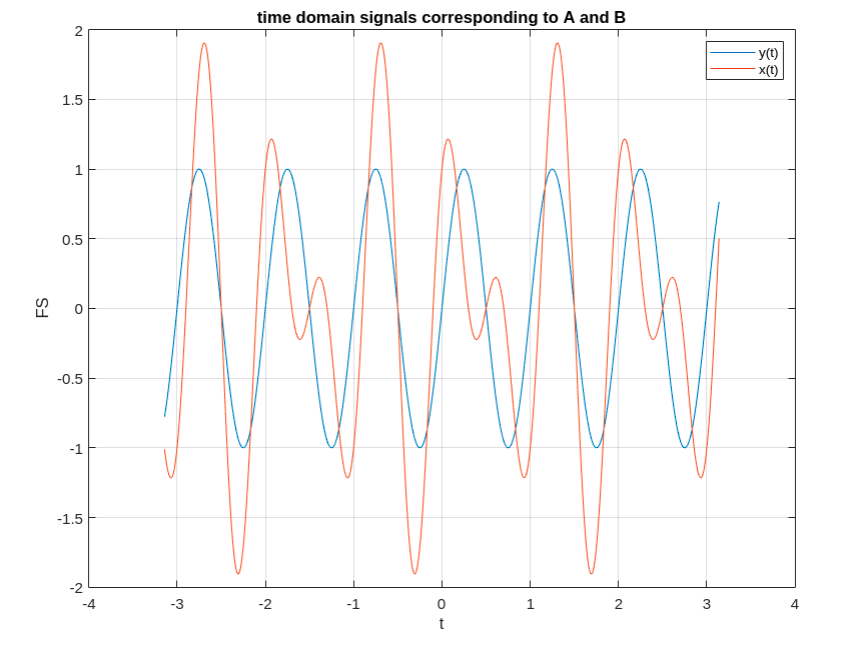 time domain signals corresponding to A and B
y(t)
x(t)
2
1.5
1
0.5
0
-0.5
-1
-1.5
-2
FS
-4 -3 -2 -1 0 1 2 3 4
t